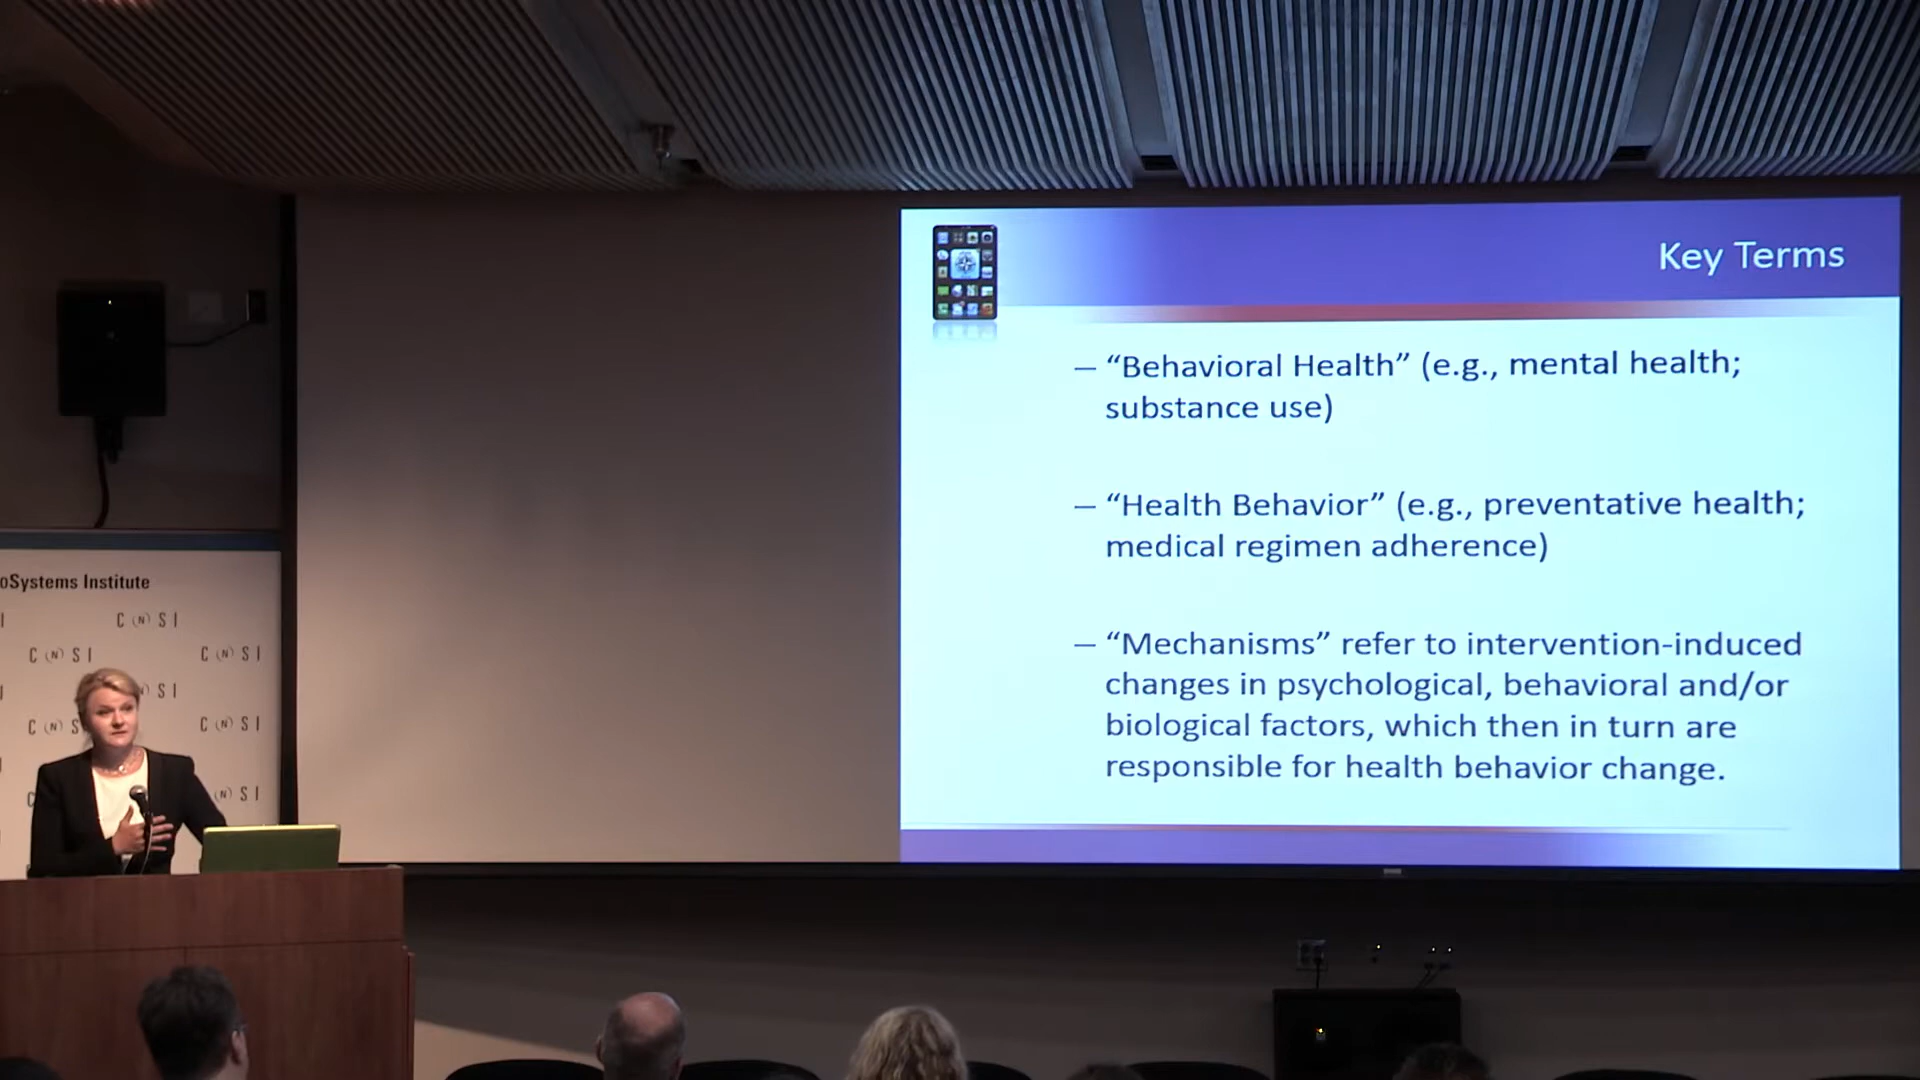 Key Terms
– “Behavioral Health” (e.g., mental health;
substance use)
– “Health Behavior” (e.g., preventative health;
medical regimen adherence)
– “Mechanisms” refer to intervention-induced
changes in psychological, behavioral and/or
biological factors, which then in turn are
responsible for health behavior change.
oSystems Institute
C (N) S I
C (N) S I
C (N) S I
S I
C (N) S
C (N) S I
(N) S I